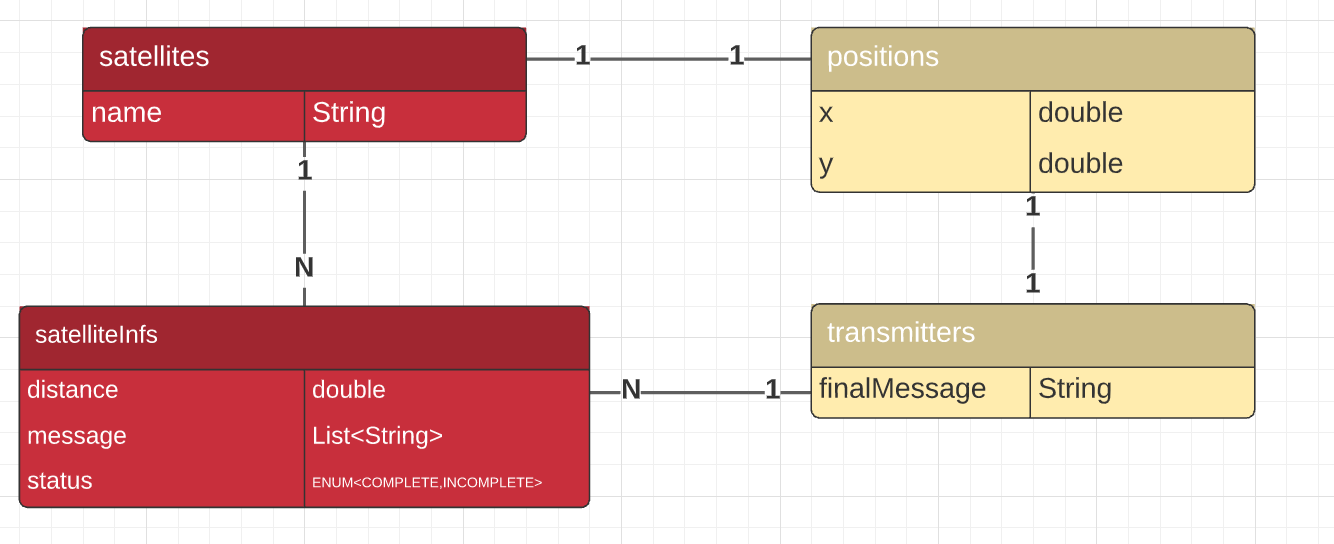 satellites
name String
1 1
positions
x double
y double
1
N
1
1
satelliteInfs
distance double
message List<String>
status ENUM<COMPLETE,INCOMPLETE>
N 1
transmitters
finalMessage String